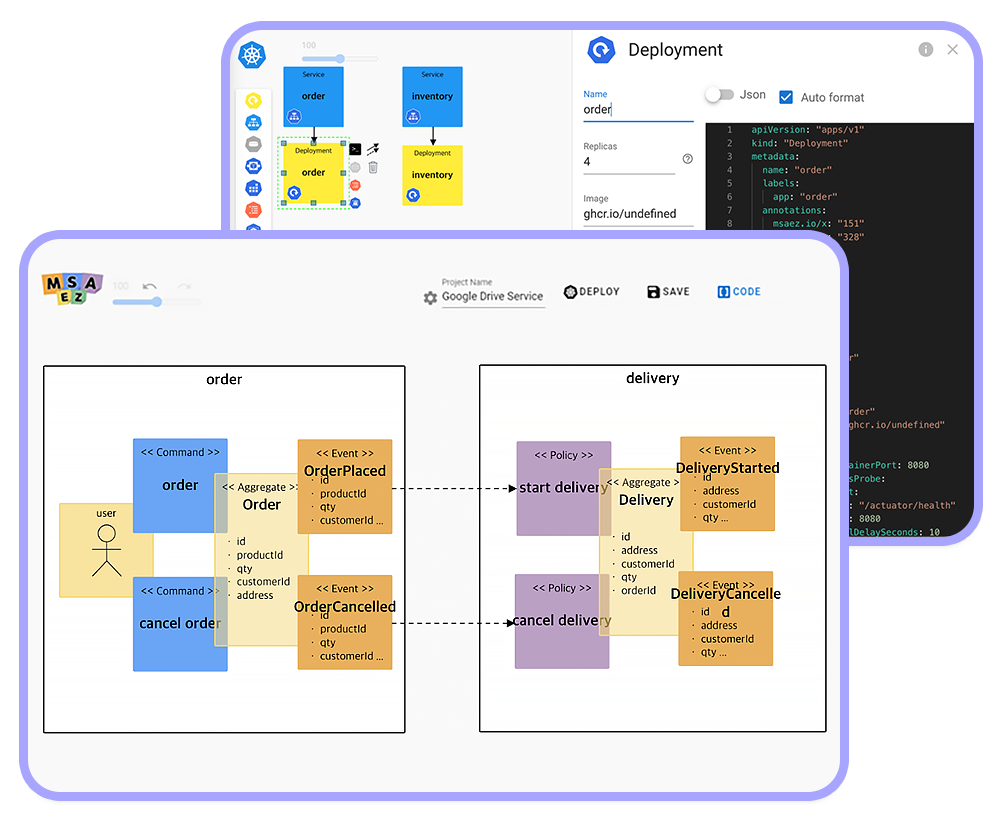 100
Service
order
Service
inventory
Deployment
order
Deployment
inventory
Deployment
Name
order
Json
Auto format
Replicas
4
Image
ghcr.io/undefined
1 apiVersion: "apps/v1"
2 kind: "Deployment"
3 metadata:
4 name: "order"
5 labels:
6 app: "order"
7 annotations:
8 msaez.io/x: "151"
"328"
ghcr.io/undefined"
: 8080
: "/actuator/health"
: 8080
: 10
MSA
EZ
100
Project Name
Google Drive Service
DEPLOY
SAVE
CODE
order
user
<< Command >>
order
<< Command >>
cancel order
<< Aggregate >>
Order
· id
· productId
· qty
· customerId
· address
<< Event >>
OrderPlaced
· id
· productId
· qty
· customerId ...
<< Event >>
OrderCancelled
· id
· productId
· qty
· customerId ...
delivery
<< Policy >>
start delivery
<< Policy >>
cancel delivery
<< Aggregate >
Delivery
· id
· address
· customerId
· qty
· orderId
<< Event >>
DeliveryStarted
· id
· address
· customerId
· qty ...
<< Event >>
DeliveryCancelle
d
· id
· address
· customerId
· qty ...